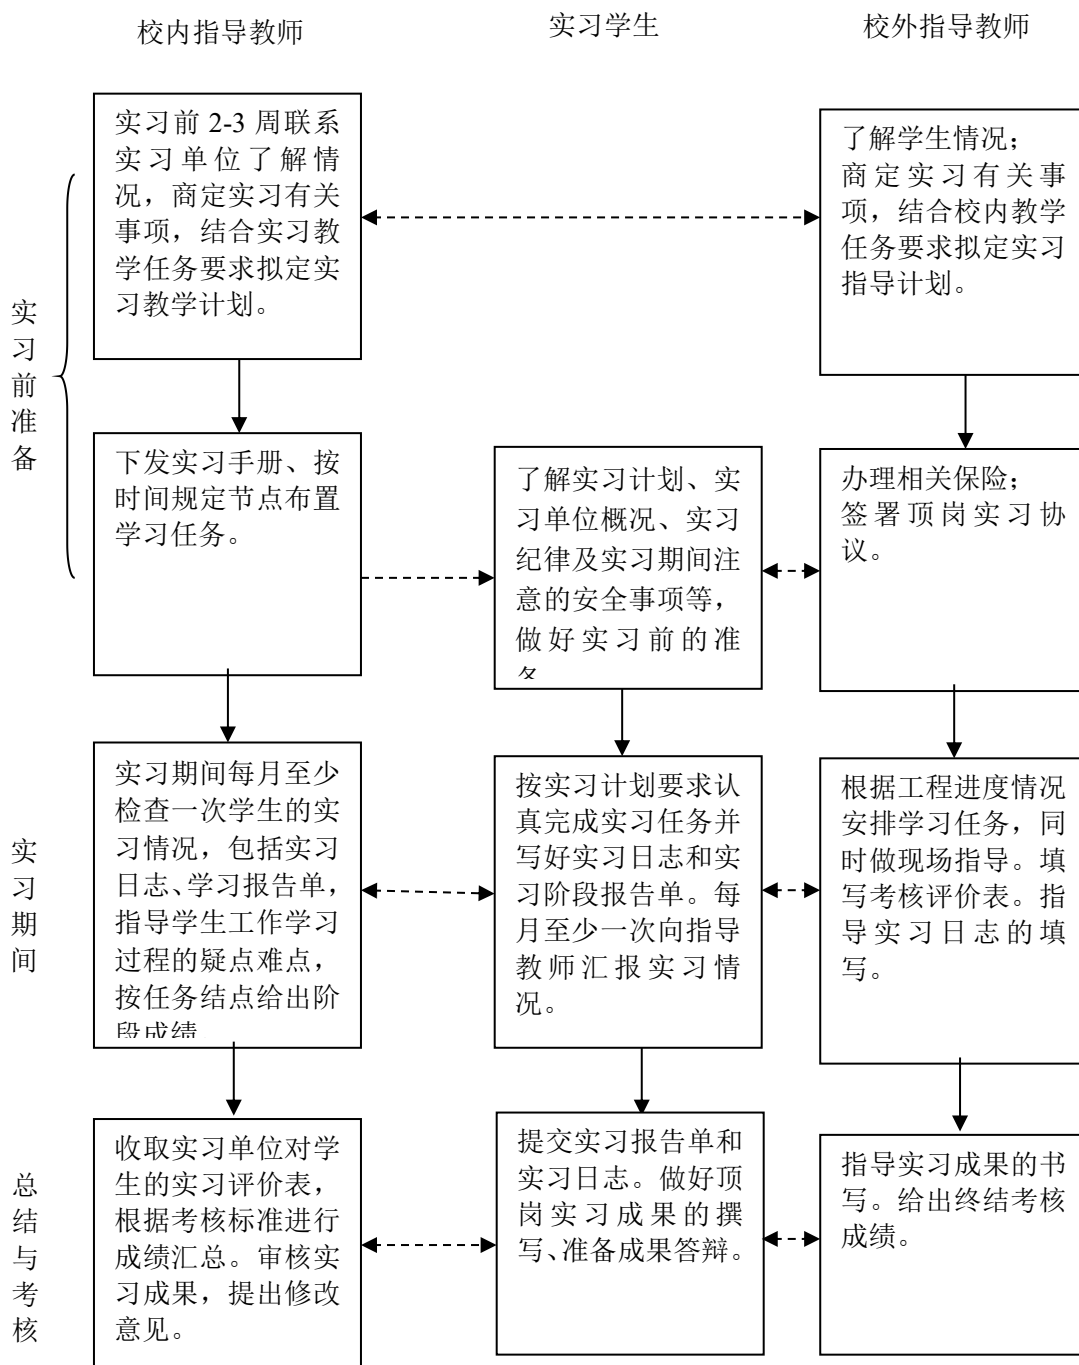 校内指导教师
实习学生
校外指导教师
实习前准备
实习前 2-3 周联系
实习单位了解情
况，商定实习有关
事项，结合实习教
学任务要求拟定实
习教学计划。
了解学生情况；
商定实习有关事
项，结合校内教学
任务要求拟定实习
指导计划。
下发实习手册、按
时间规定节点布置
学习任务。
了解实习计划、实
习单位概况、实习
纪律及实习期间注
意的安全事项等，
做好实习前的准
办理相关保险；
签署顶岗实习协
议。
实习期间
实习期间每月至少
检查一次学生的实
习情况，包括实习
日志、学习报告单，
指导学生工作学习
过程的疑点难点，
按任务结点给出阶
段成绩
按实习计划要求认
真完成实习任务并
写好实习日志和实
习阶段报告单。每
月至少一次向指导
教师汇报实习情
况。
根据工程进度情况
安排学习任务，同
时做现场指导。填
写考核评价表。指
导实习日志的填
写。
总结与考核
收取实习单位对学
生的实习评价表，
根据考核标准进行
成绩汇总。审核实
习成果，提出修改
意见。
提交实习报告单和
实习日志。做好顶
岗实习成果的撰
写、准备成果答辩。
指导实习成果的书
写。给出终结考核
成绩。